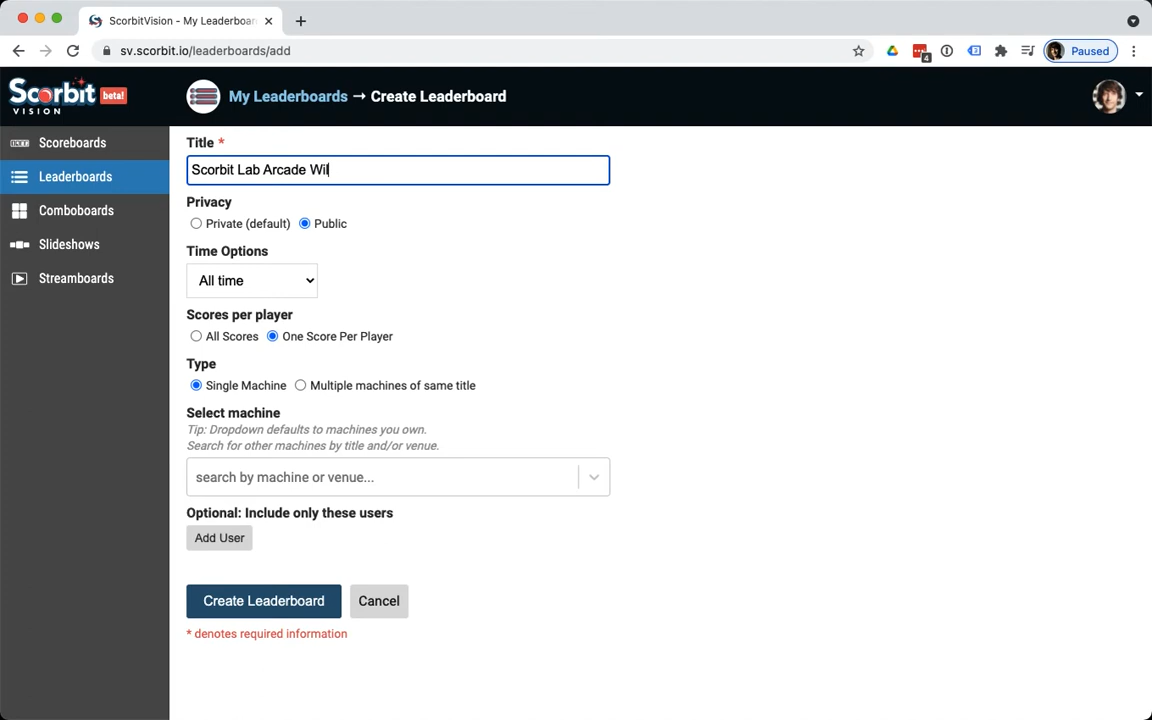 ScorbitVision - My Leaderboar
sv.scorbit.io/leaderboards/add
4
Paused
Scorbit
VISION
beta!
My Leaderboards → Create Leaderboard
Scoreboards
Leaderboards
Comboboards
Slideshows
Streamboards
Title *
Scorbit Lab Arcade Wil
Privacy
Private (default) Public
Time Options
All time
Scores per player
All Scores One Score Per Player
Type
Single Machine Multiple machines of same title
Select machine
Tip: Dropdown defaults to machines you own.
Search for other machines by title and/or venue.
search by machine or venue...
Optional: Include only these users
Add User
Create Leaderboard Cancel
* denotes required information